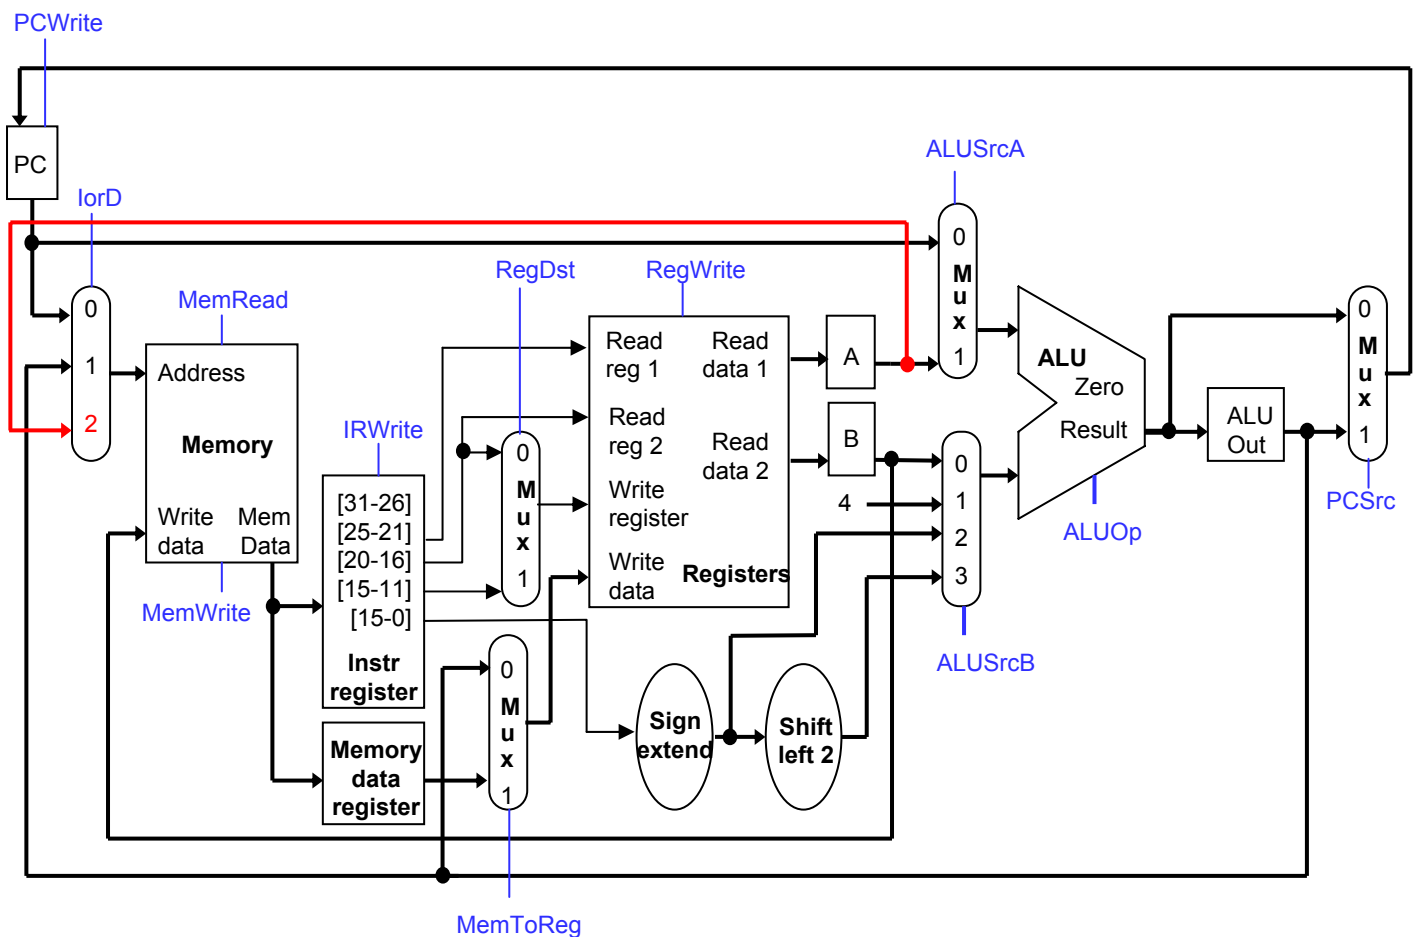 PCWrite
PC
IorD
0
1
2
MemRead
Address
Memory
Write
data
Mem
Data
MemWrite
IRWrite
[31-26]
[25-21]
[20-16]
[15-11]
[15-0]
Instr
register
Memory
data
register
RegDst
0
M
u
x
1
0
M
u
x
1
MemToReg
RegWrite
Read
reg 1
Read
data 1
Read
reg 2
Read
data 2
Write
register
Write
data
Registers
Sign
extend
Shift
left 2
A
B
4
ALUSrcA
0
M
u
x
1
0
1
2
3
ALUSrcB
ALU
Zero
Result
ALUOp
ALU
Out
0
M
u
x
1
PCSrc